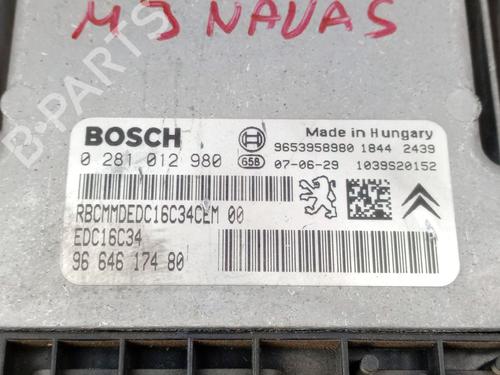 M3 NAVAS
B-PARTS
BOSCH
Made in Hungary
0 281 012 980
G5B
9653958980 1844 2439
07-06-29
1039S20152
RBCMMDEDC16C34CEM 00
EDC16C34
96 646 174 80